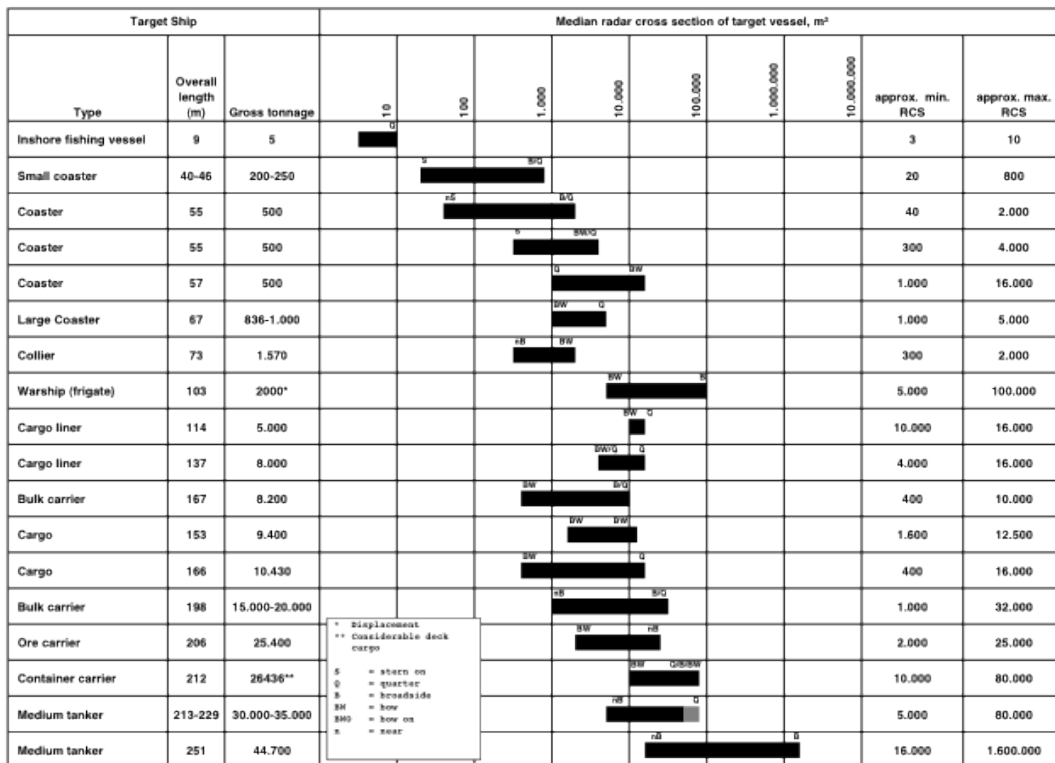 Target Ship Median radar cross section of target vessel, m²
Type Overall length (m) Gross tonnage 10 100 1.000 10.000 100.000 1.000.000 10.000.000 approx. min. RCS approx. max. RCS
Q
Inshore fishing vessel 9 5 3 10
S B/Q
Small coaster 40-46 200-250 20 800
nS B/Q
Coaster 55 500 40 2.000
S BW/Q
Coaster 55 500 300 4.000
Q BW
Coaster 57 500 1.000 16.000
BW Q
Large Coaster 67 836-1.000 1.000 5.000
nB BW
Collier 73 1.570 300 2.000
BW B
Warship (frigate) 103 2000* 5.000 100.000
BW Q
Cargo liner 114 5.000 10.000 16.000
BW/Q Q
Cargo liner 137 8.000 4.000 16.000
BW B/Q
Bulk carrier 167 8.200 400 10.000
BW BW
Cargo 153 9.400 1.600 12.500
BW Q
Cargo 166 10.430 400 16.000
nB B/Q
Bulk carrier 198 15.000-20.000 1.000 32.000
BW nB
Ore carrier 206 25.400 2.000 25.000
BW Q/B/BW
Container carrier 212 26436** 10.000 80.000
nB Q
Medium tanker 213-229 30.000-35.000 5.000 80.000
nB B
Medium tanker 251 44.700 16.000 1.600.000
* Displacement
** Considerable deck
cargo
S = stern on
Q = quarter
B = broadside
BW = bow
BWO = bow on
n = near